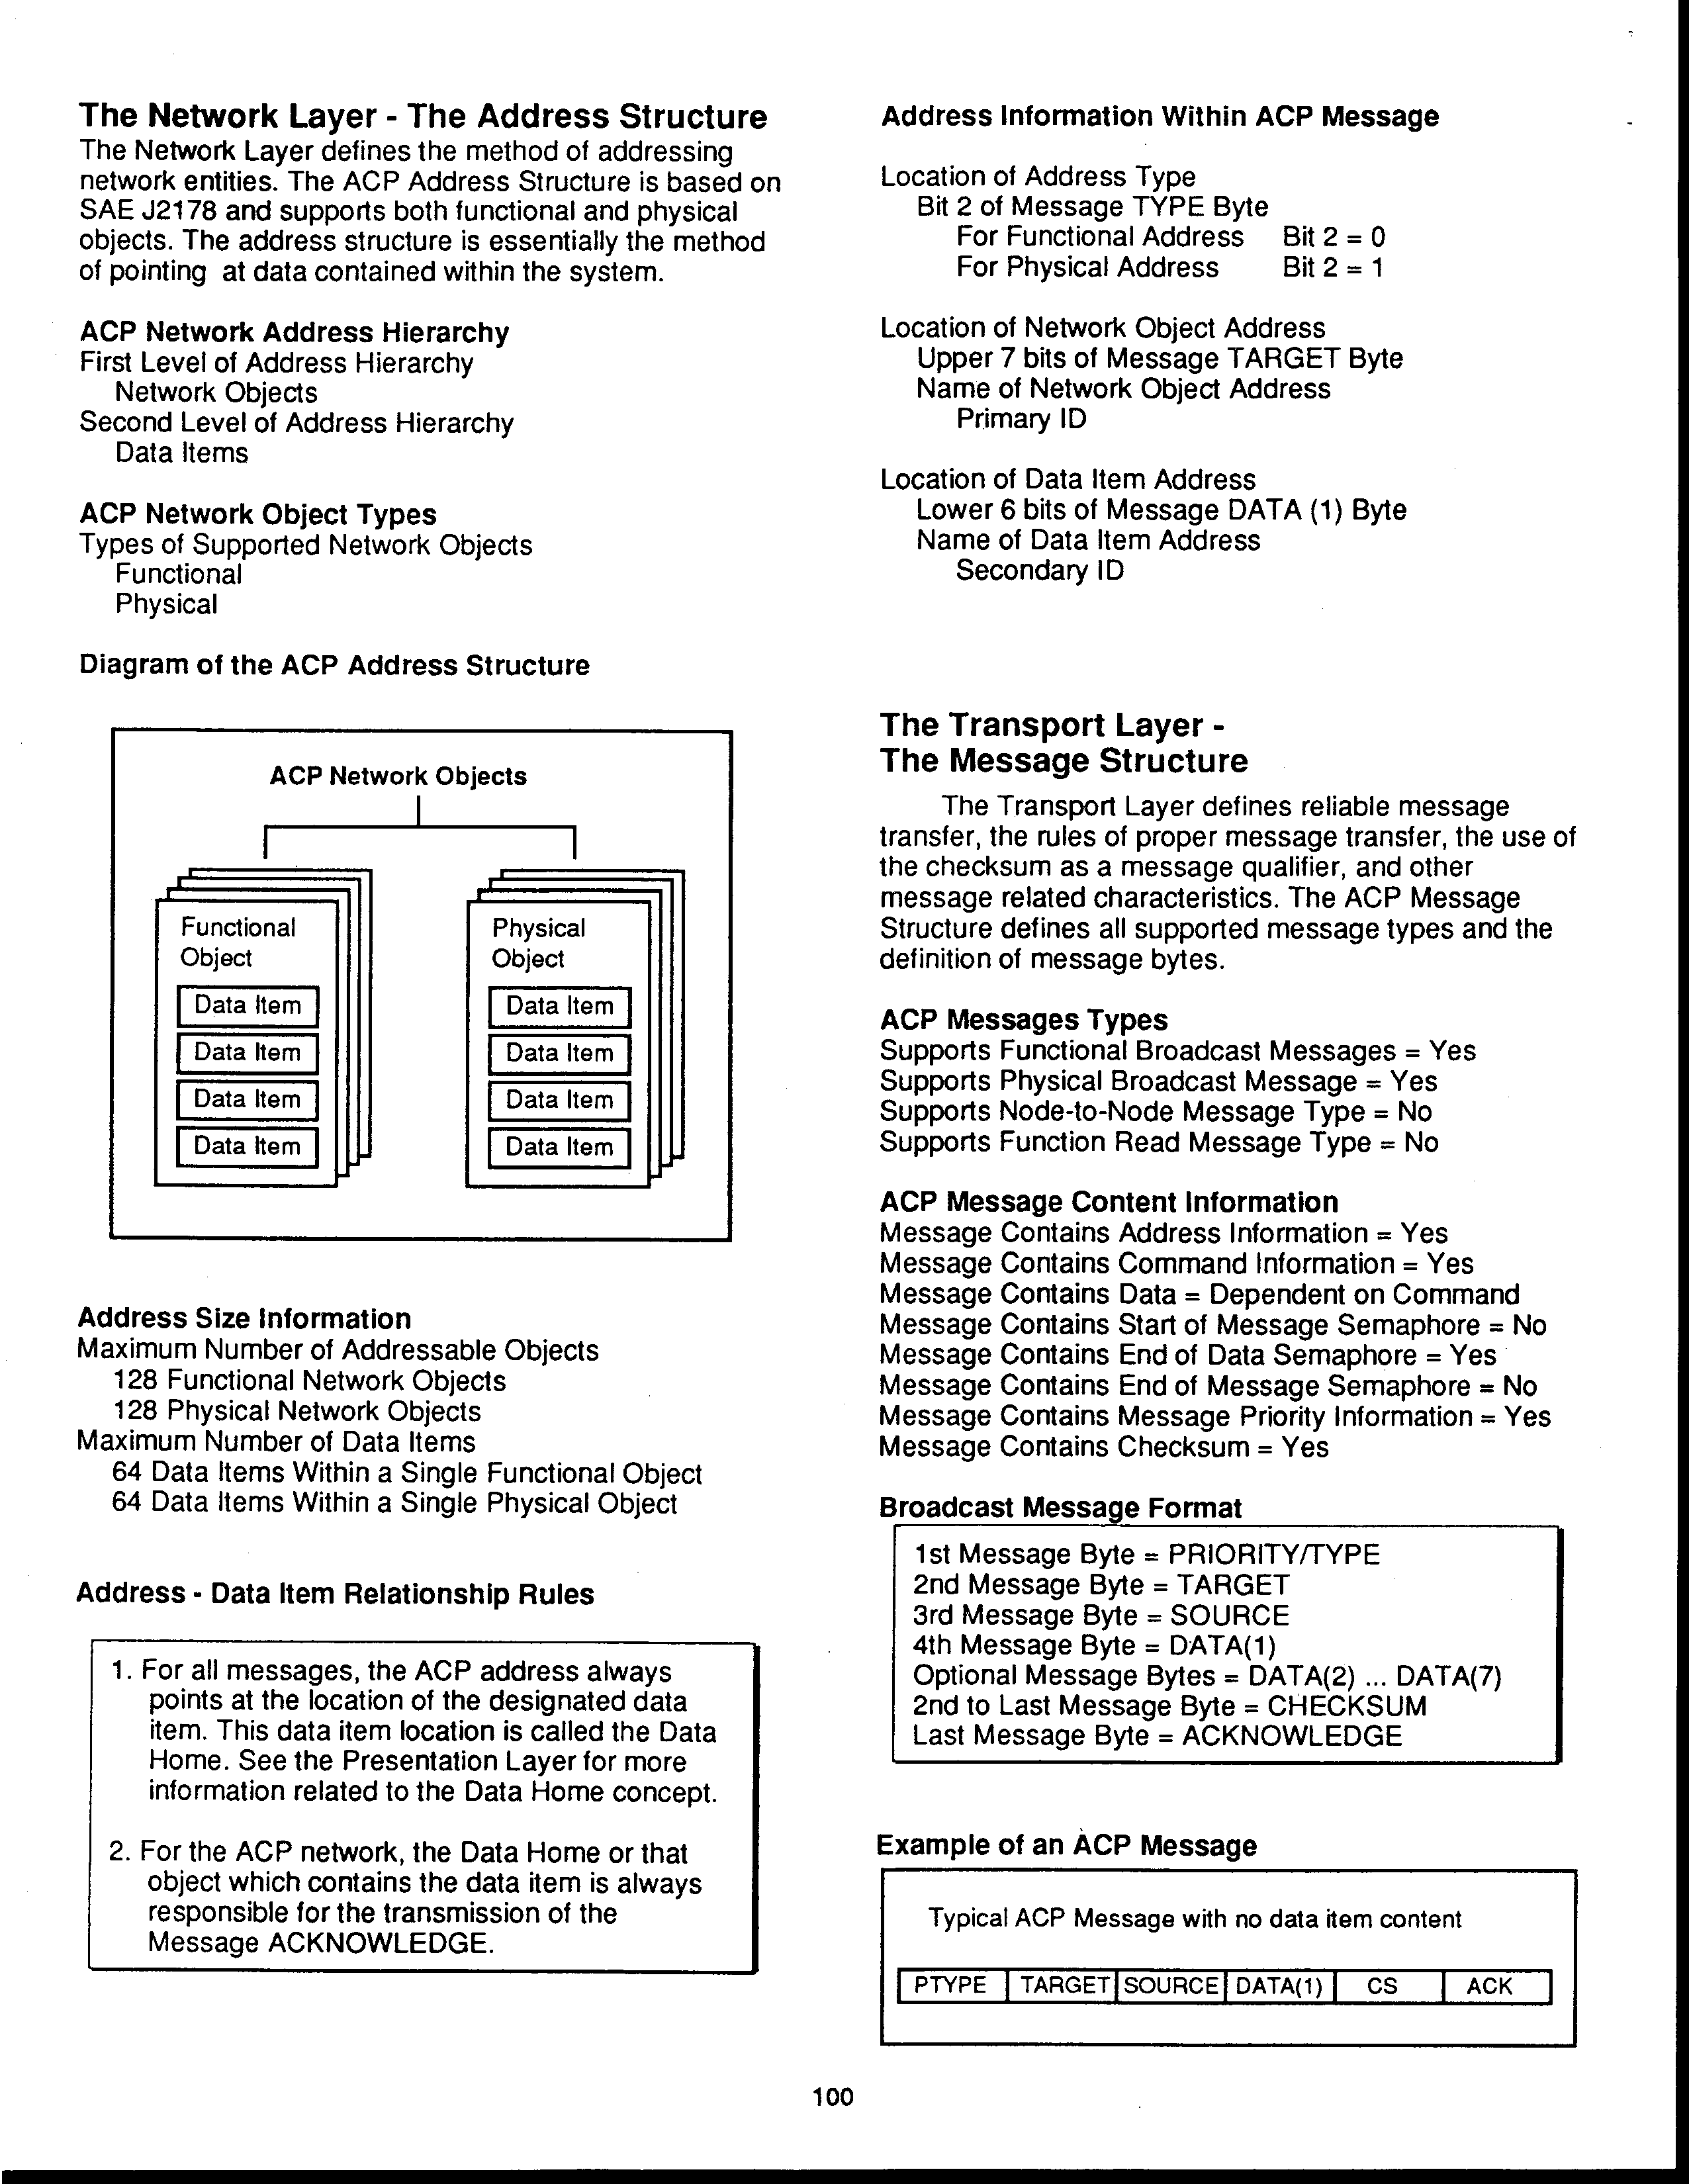 The Network Layer - The Address Structure
The Network Layer defines the method of addressing
network entities. The ACP Address Structure is based on
SAE J2178 and supports both functional and physical
objects. The address structure is essentially the method
of pointing at data contained within the system.
ACP Network Address Hierarchy
First Level of Address Hierarchy
Network Objects
Second Level of Address Hierarchy
Data Items
ACP Network Object Types
Types of Supported Network Objects
Functional
Physical
Diagram of the ACP Address Structure
ACP Network Objects
Functional
Object
Data Item
Data Item
Data Item
Data Item
Physical
Object
Data Item
Data Item
Data Item
Data Item
Address Size Information
Maximum Number of Addressable Objects
128 Functional Network Objects
128 Physical Network Objects
Maximum Number of Data Items
64 Data Items Within a Single Functional Object
64 Data Items Within a Single Physical Object
Address - Data Item Relationship Rules
1. For all messages, the ACP address always
points at the location of the designated data
item. This data item location is called the Data
Home. See the Presentation Layer for more
information related to the Data Home concept.
2. For the ACP network, the Data Home or that
object which contains the data item is always
responsible for the transmission of the
Message ACKNOWLEDGE.
Address Information Within ACP Message
Location of Address Type
Bit 2 of Message TYPE Byte
For Functional Address Bit 2 = 0
For Physical Address Bit 2 = 1
Location of Network Object Address
Upper 7 bits of Message TARGET Byte
Name of Network Object Address
Primary ID
Location of Data Item Address
Lower 6 bits of Message DATA (1) Byte
Name of Data Item Address
Secondary ID
The Transport Layer -
The Message Structure
The Transport Layer defines reliable message
transfer, the rules of proper message transfer, the use of
the checksum as a message qualifier, and other
message related characteristics. The ACP Message
Structure defines all supported message types and the
definition of message bytes.
ACP Messages Types
Supports Functional Broadcast Messages = Yes
Supports Physical Broadcast Message = Yes
Supports Node-to-Node Message Type = No
Supports Function Read Message Type = No
ACP Message Content Information
Message Contains Address Information = Yes
Message Contains Command Information = Yes
Message Contains Data = Dependent on Command
Message Contains Start of Message Semaphore = No
Message Contains End of Data Semaphore = Yes
Message Contains End of Message Semaphore = No
Message Contains Message Priority Information = Yes
Message Contains Checksum = Yes
Broadcast Message Format
1st Message Byte = PRIORITY/TYPE
2nd Message Byte = TARGET
3rd Message Byte = SOURCE
4th Message Byte = DATA(1)
Optional Message Bytes = DATA(2) ... DATA(7)
2nd to Last Message Byte = CHECKSUM
Last Message Byte = ACKNOWLEDGE
Example of an ACP Message
Typical ACP Message with no data item content
PTYPE TARGET SOURCE DATA(1) CS ACK
100